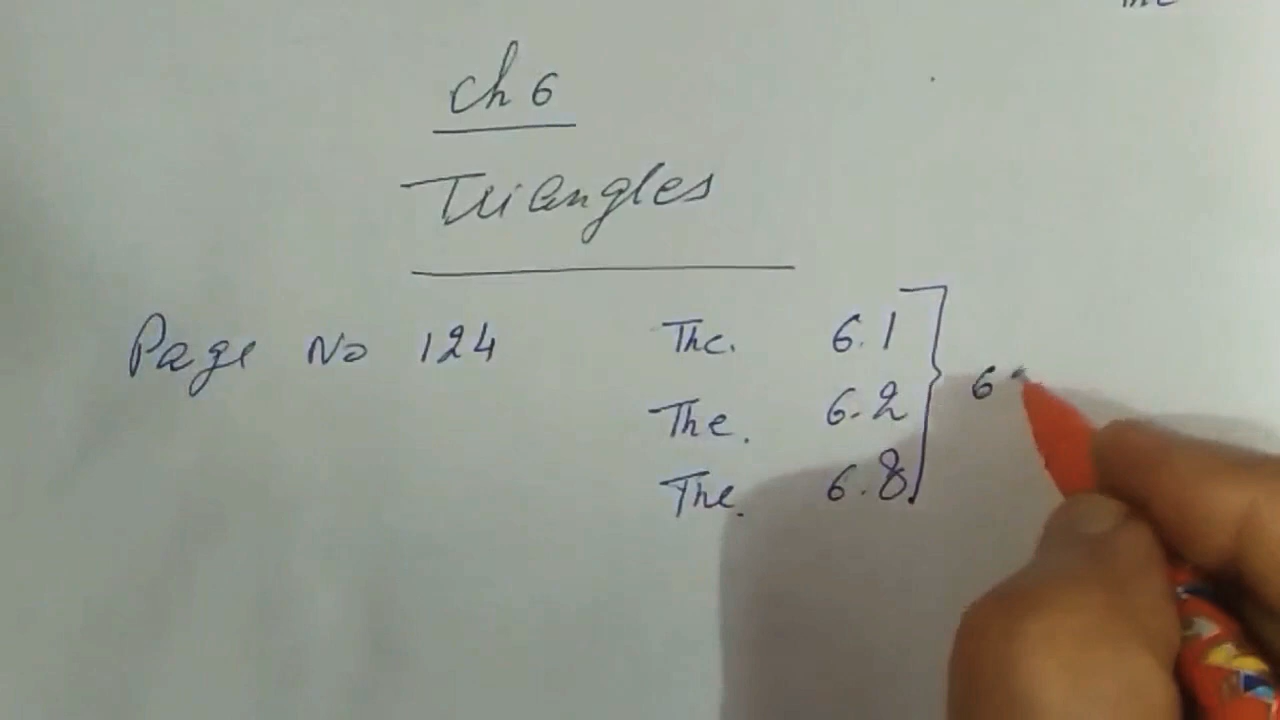 Ch 6
Triangles
Page No 124
The. 6.1
The. 6.2
The. 6.8
6